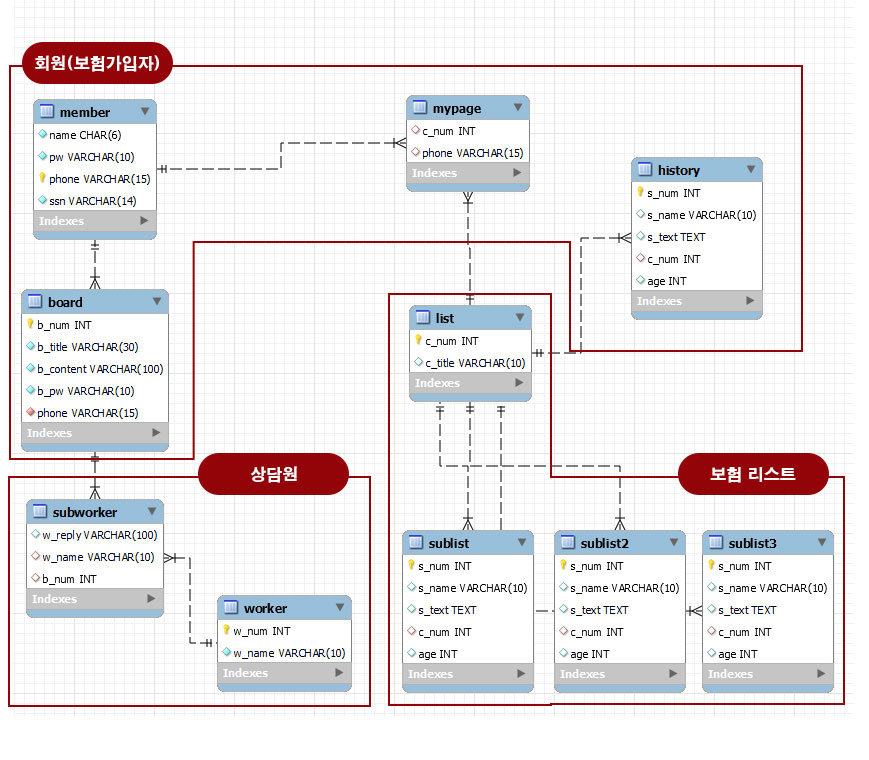 회원(보험가입자)
member
name CHAR(6)
pw VARCHAR(10)
phone VARCHAR(15)
ssn VARCHAR(14)
Indexes
mypage
c_num INT
phone VARCHAR(15)
Indexes
history
s_num INT
s_name VARCHAR(10)
s_text TEXT
c_num INT
age INT
Indexes
board
b_num INT
b_title VARCHAR(30)
b_content VARCHAR(100)
b_pw VARCHAR(10)
phone VARCHAR(15)
Indexes
list
c_num INT
c_title VARCHAR(10)
Indexes
상담원
subworker
w_reply VARCHAR(100)
w_name VARCHAR(10)
b_num INT
Indexes
worker
w_num INT
w_name VARCHAR(10)
Indexes
보험 리스트
sublist
s_num INT
s_name VARCHAR(10)
s_text TEXT
c_num INT
age INT
Indexes
sublist2
s_num INT
s_name VARCHAR(10)
s_text TEXT
c_num INT
age INT
Indexes
sublist3
s_num INT
s_name VARCHAR(10)
s_text TEXT
c_num INT
age INT
Indexes